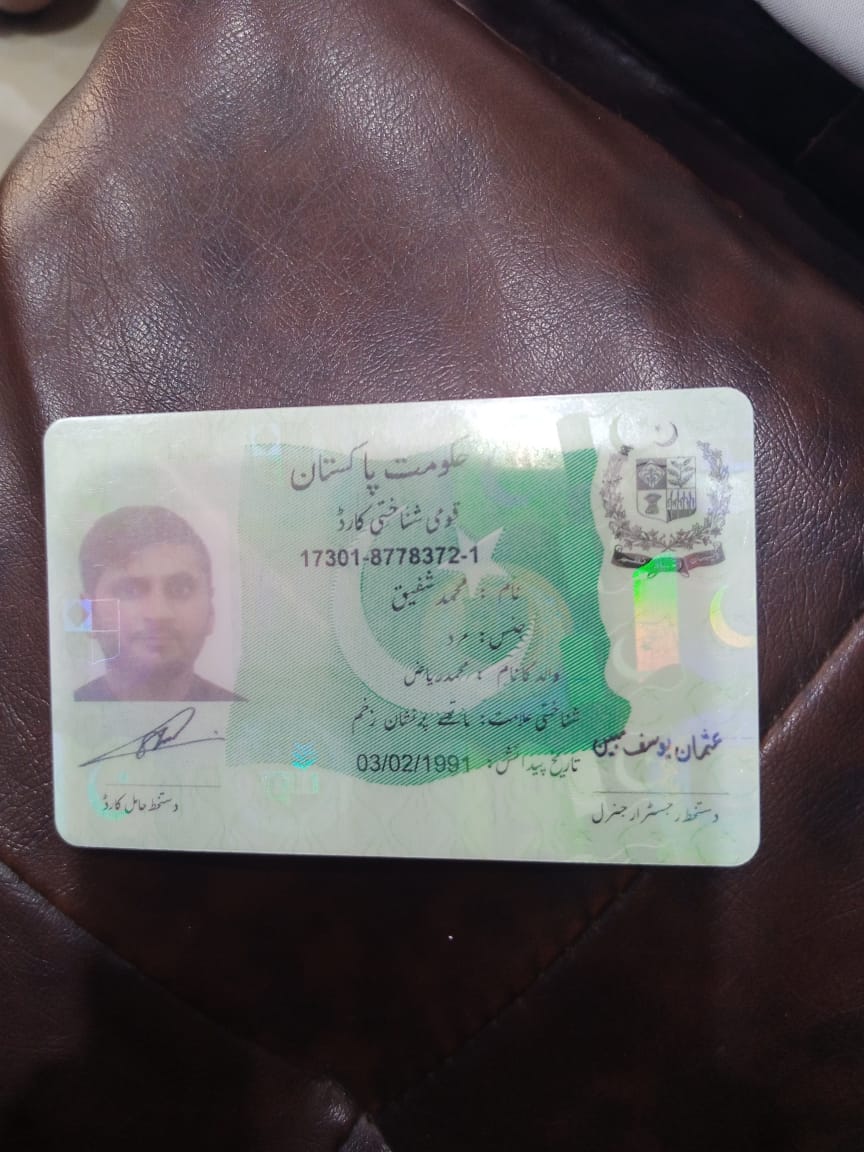 حکومت پاکستان
قومی شناختی کارڈ
17301-8778372-1
نام : محمد شفیق
جنس: مرد
والد کا نام : محمد ریاض
شناختی علامت: ماتھے پر نشان زخم
تاریخ پیدائش: 03/02/1991
دستخط حامل کارڈ
عثمان یوسف مبین
دستخط رجسٹرار جنرل